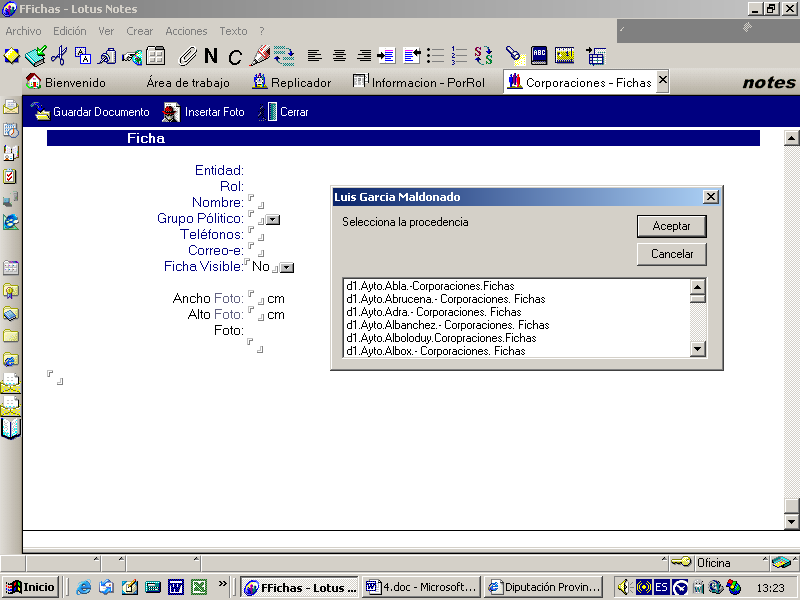 FFichas - Lotus Notes
Archivo Edición Ver Crear Acciones Texto ?
N C
ABC
Bienvenido Área de trabajo Replicador Informacion - PorRol Corporaciones - Fichas notes
Guardar Documento Insertar Foto Cerrar
Ficha
Entidad:
Rol:
Nombre:
Grupo Pólitico:
Teléfonos:
Correo-e:
Ficha Visible: No
Ancho Foto: cm
Alto Foto: cm
Foto:
Luis Garcia Maldonado
Selecciona la procedencia
Aceptar
Cancelar
d1.Ayto.Abla.-Corporaciones.Fichas
d1.Ayto.Abrucena.- Corporaciones. Fichas
d1.Ayto.Adra.- Corporaciones. Fichas
d1.Ayto.Albanchez.- Corporaciones. Fichas
d1.Ayto.Alboloduy.Coropraciones.Fichas
d1.Ayto.Albox.- Corporaciones. Fichas
Oficina
Inicio » FFichas - Lotus ... 4.doc - Microsoft... Diputación Provin... ES 13:23